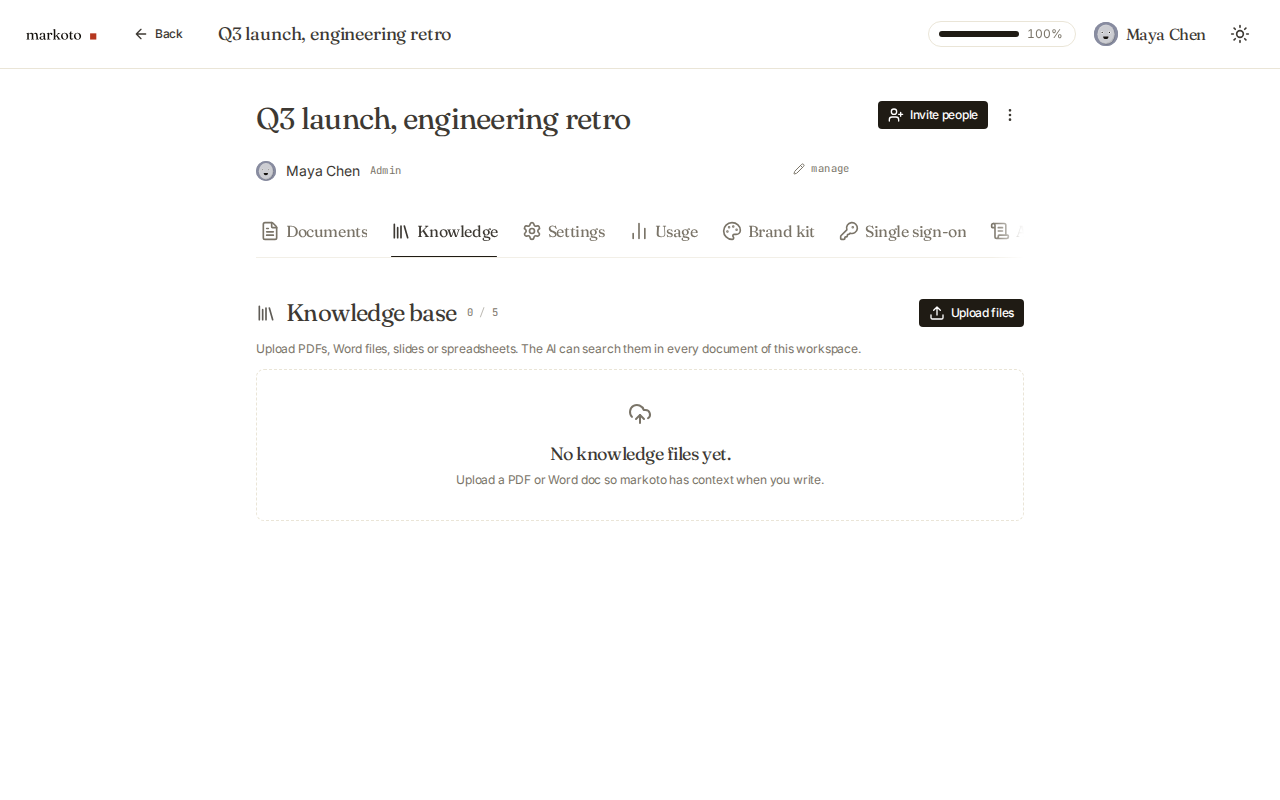 markoto
Back
Q3 launch, engineering retro
100%
Maya Chen
Q3 launch, engineering retro
Invite people
Maya Chen Admin
manage
Documents Knowledge Settings Usage Brand kit Single sign-on
Knowledge base 0 / 5
Upload files
Upload PDFs, Word files, slides or spreadsheets. The AI can search them in every document of this workspace.
No knowledge files yet.
Upload a PDF or Word doc so markoto has context when you write.